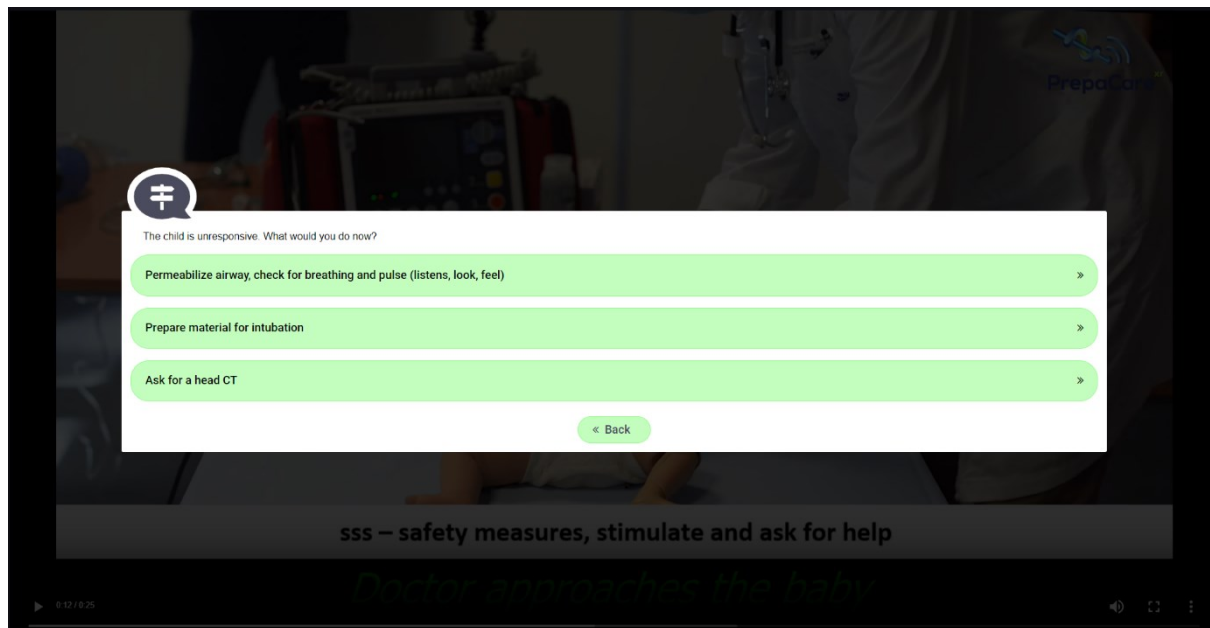 PrepaCare
The child is unresponsive. What would you do now?
Permeabilize airway, check for breathing and pulse (listens, look, feel)
»
Prepare material for intubation
»
Ask for a head CT
»
« Back
sss – safety measures, stimulate and ask for help
Doctor approaches the baby
0:12 / 0:25